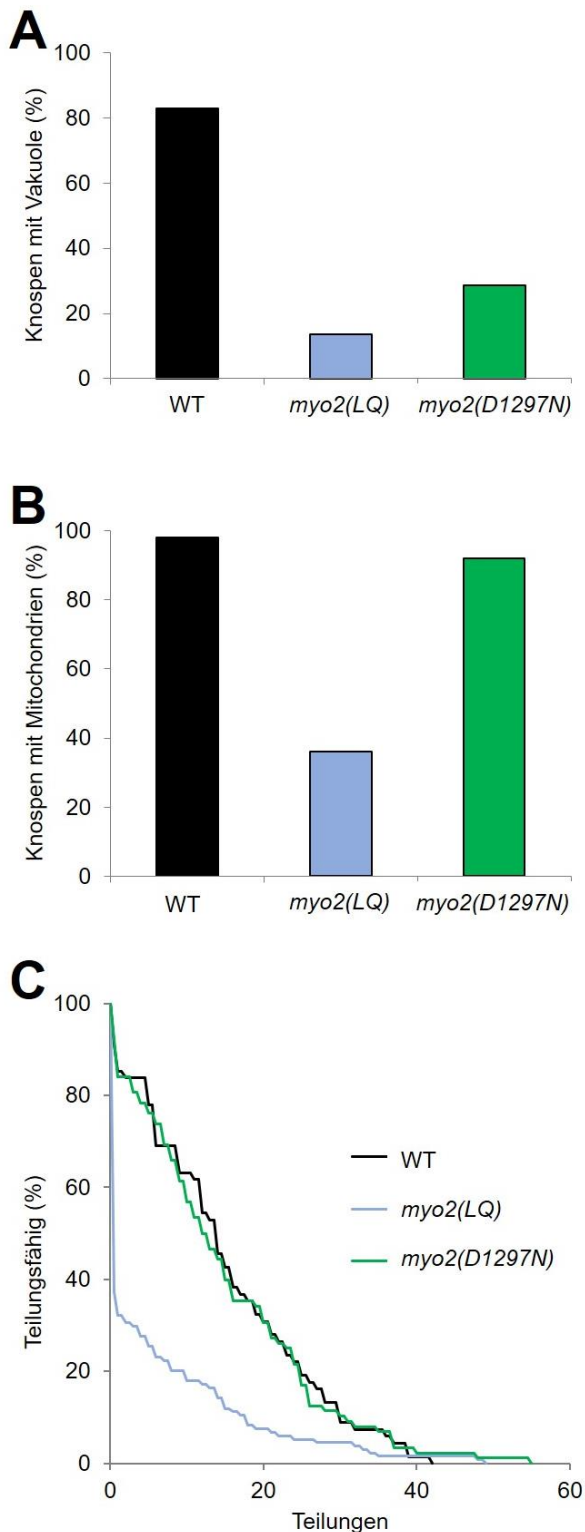 A
Knospen mit Vakuole (%)
100
80
60
40
20
0
WT
myo2(LQ)
myo2(D1297N)
B
Knospen mit Mitochondrien (%)
100
80
60
40
20
0
WT
myo2(LQ)
myo2(D1297N)
C
Teilungsfähig (%)
100
80
60
40
20
0
WT
myo2(LQ)
myo2(D1297N)
0
20
40
60
Teilungen